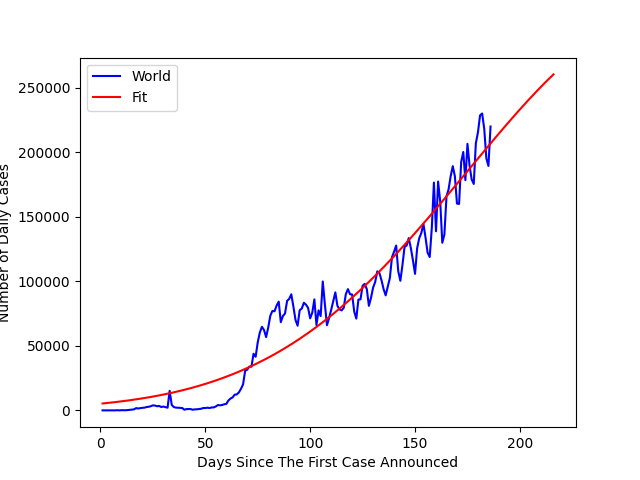 World
Fit
250000
200000
150000
100000
50000
0
Number of Daily Cases
0 50 100 150 200
Days Since The First Case Announced